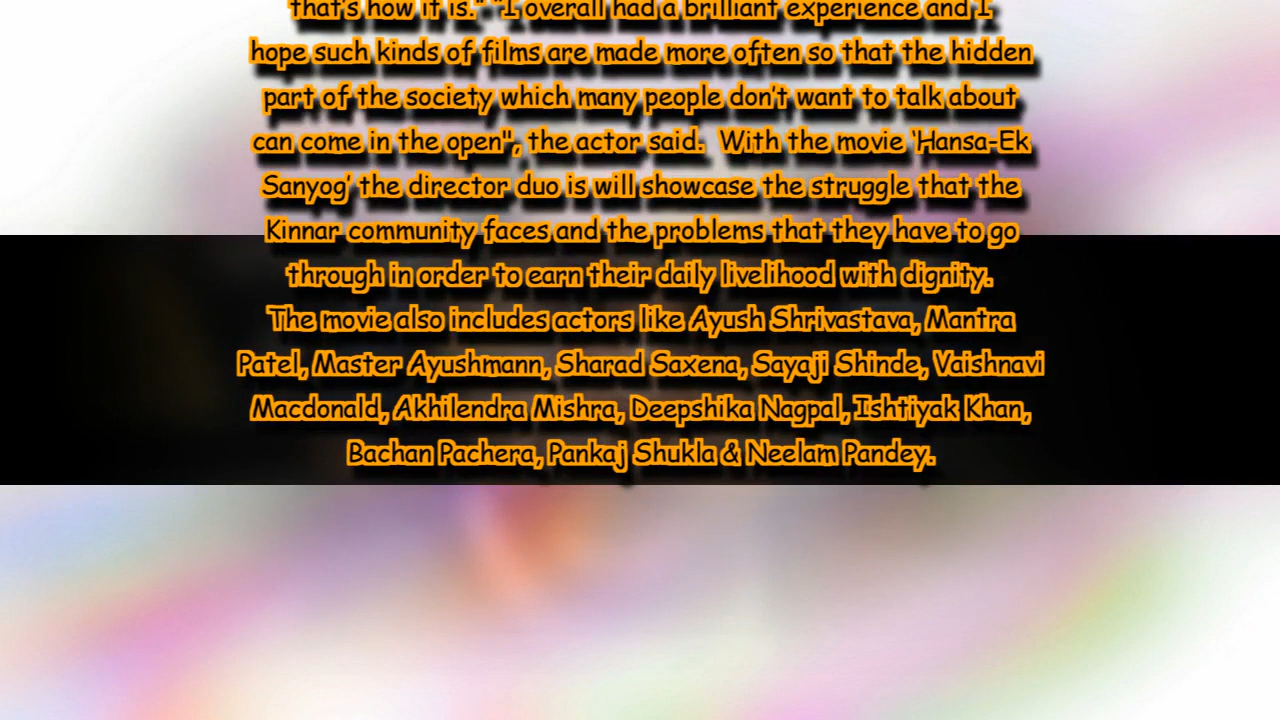 that's how it is." "I overall had a brilliant experience and I
hope such kinds of films are made more often so that the hidden
part of the society which many people don't want to talk about
can come in the open", the actor said.  With the movie 'Hansa-Ek
Sanyog' the director duo is will showcase the struggle that the
Kinnar community faces and the problems that they have to go
through in order to earn their daily livelihood with dignity.
The movie also includes actors like Ayush Shrivastava, Mantra
Patel, Master Ayushmann, Sharad Saxena, Sayaji Shinde, Vaishnavi
Macdonald, Akhilendra Mishra, Deepshika Nagpal, Ishtiyak Khan,
Bachan Pachera, Pankaj Shukla & Neelam Pandey.